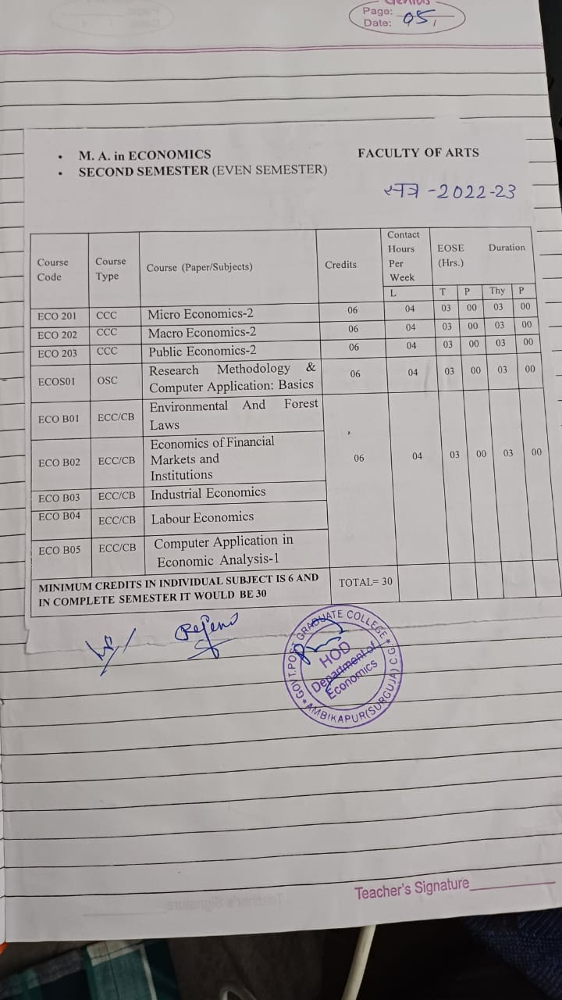 Genius
Page: 05
Date:
• M. A. in ECONOMICS FACULTY OF ARTS
• SECOND SEMESTER (EVEN SEMESTER)
सत्र -2022-23
Course Code Course Type Course (Paper/Subjects) Credits Contact Hours Per Week EOSE Duration (Hrs.)
L T P Thy P
ECO 201 CCC Micro Economics-2 06 04 03 00 03 00
ECO 202 CCC Macro Economics-2 06 04 03 00 03 00
ECO 203 CCC Public Economics-2 06 04 03 00 03 00
ECOS01 OSC Research Methodology & Computer Application: Basics 06 04 03 00 03 00
ECO B01 ECC/CB Environmental And Forest Laws
ECO B02 ECC/CB Economics of Financial Markets and Institutions 06 04 03 00 03 00
ECO B03 ECC/CB Industrial Economics
ECO B04 ECC/CB Labour Economics
ECO B05 ECC/CB Computer Application in Economic Analysis-1
MINIMUM CREDITS IN INDIVIDUAL SUBJECT IS 6 AND IN COMPLETE SEMESTER IT WOULD BE 30 TOTAL= 30
GOVT.POST GRADUATE COLLEGE
HOD
Department of
Economics
AMBIKAPUR(SURGUJA) C.G.
Teacher's Signature